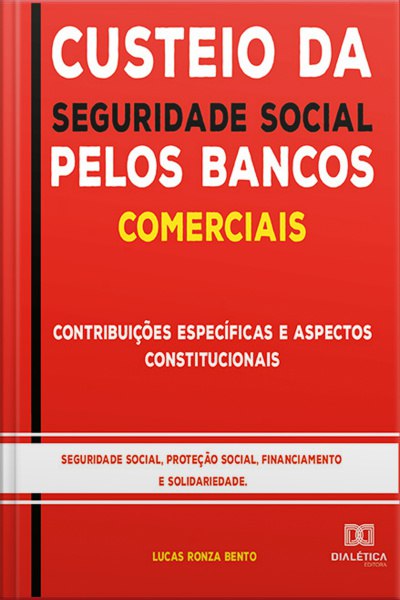 CUSTEIO DA
SEGURIDADE SOCIAL
PELOS BANCOS
COMERCIAIS
CONTRIBUIÇÕES ESPECÍFICAS E ASPECTOS
CONSTITUCIONAIS
SEGURIDADE SOCIAL, PROTEÇÃO SOCIAL, FINANCIAMENTO
E SOLIDARIEDADE.
LUCAS RONZA BENTO
DIALÉTICA
EDITORA